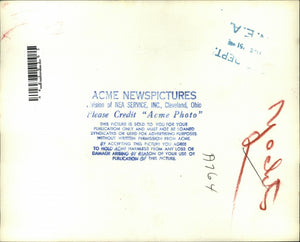 DEPT.
N.E.A.
ACME NEWSPICTURES
Division of NEA SERVICE, INC., Cleveland, Ohio
Please Credit "Acme Photo"
THIS PICTURE IS SOLD TO YOU FOR YOUR
PUBLICATION ONLY AND MUST NOT BE LOANED
SYNDICATED OR USED FOR ADVERTISING PURPOSES
WITHOUT WRITTEN PERMISSION FROM ACME.
BY ACCEPTING THIS PICTURE YOU AGREE
TO HOLD ACME HARMLESS FROM ANY LOSS OR
DAMAGE ARISING BY REASON OF YOUR USE OF
PUBLICATION OF THIS PICTURE.
A764